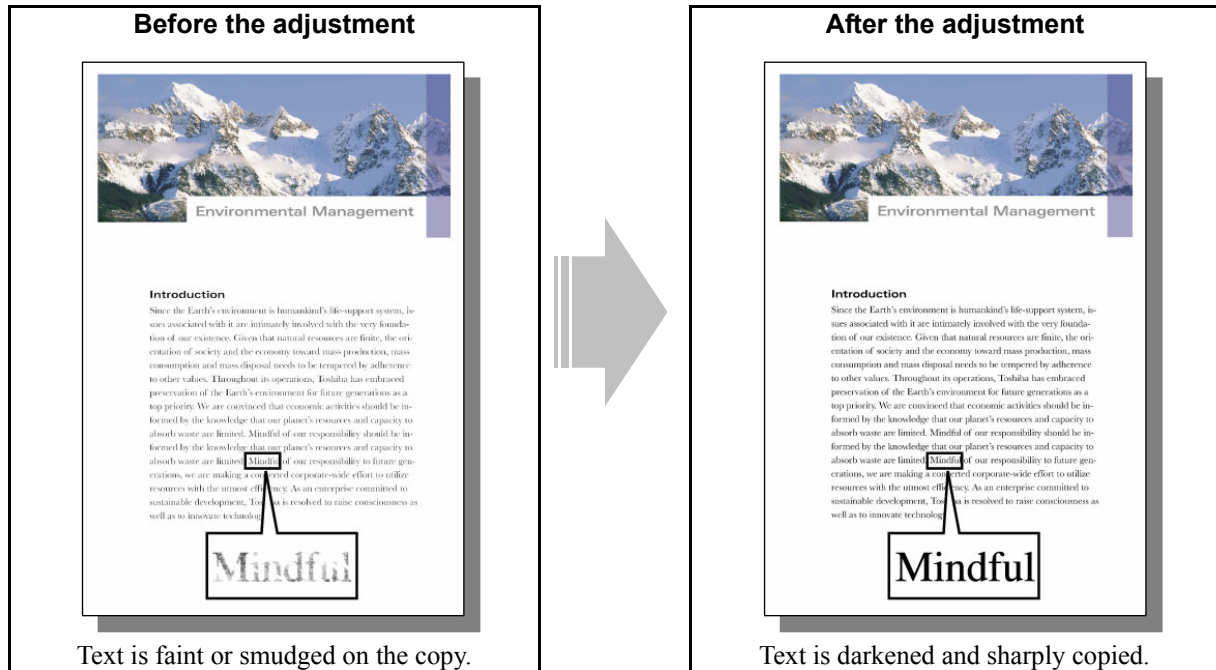 Before the adjustment
Environmental Management
Introduction
Since the Earth's environment is humankind's life-support system, is-
sues associated with it are intimately involved with the very founda-
tion of our existence. Given that natural resources are finite, the ori-
entation of society and the economy toward mass production, mass
consumption and mass disposal needs to be tempered by adherence
to other values. Throughout its operations, Toshiba has embraced
preservation of the Earth's environment for future generations as a
top priority. We are convinced that economic activities should be in-
formed by the knowledge that our planet's resources and capacity to
absorb waste are limited. Mindful of our responsibility should be in-
formed by the knowledge that our planet's resources and capacity to
absorb waste are limited. Mindful of our responsibility to future gen-
erations, we are making a concerted corporate-wide effort to utilize
resources with the utmost efficiency. As an enterprise committed to
sustainable development, Toshiba is resolved to raise consciousness as
well as to innovate technology
Mindful
Text is faint or smudged on the copy.
After the adjustment
Environmental Management
Introduction
Since the Earth's environment is humankind's life-support system, is-
sues associated with it are intimately involved with the very founda-
tion of our existence. Given that natural resources are finite, the ori-
entation of society and the economy toward mass production, mass
consumption and mass disposal needs to be tempered by adherence
to other values. Throughout its operations, Toshiba has embraced
preservation of the Earth's environment for future generations as a
top priority. We are convinced that economic activities should be in-
formed by the knowledge that our planet's resources and capacity to
absorb waste are limited. Mindful of our responsibility should be in-
formed by the knowledge that our planet's resources and capacity to
absorb waste are limited. Mindful of our responsibility to future gen-
erations, we are making a concerted corporate-wide effort to utilize
resources with the utmost efficiency. As an enterprise committed to
sustainable development, Toshiba is resolved to raise consciousness as
well as to innovate technology
Mindful
Text is darkened and sharply copied.